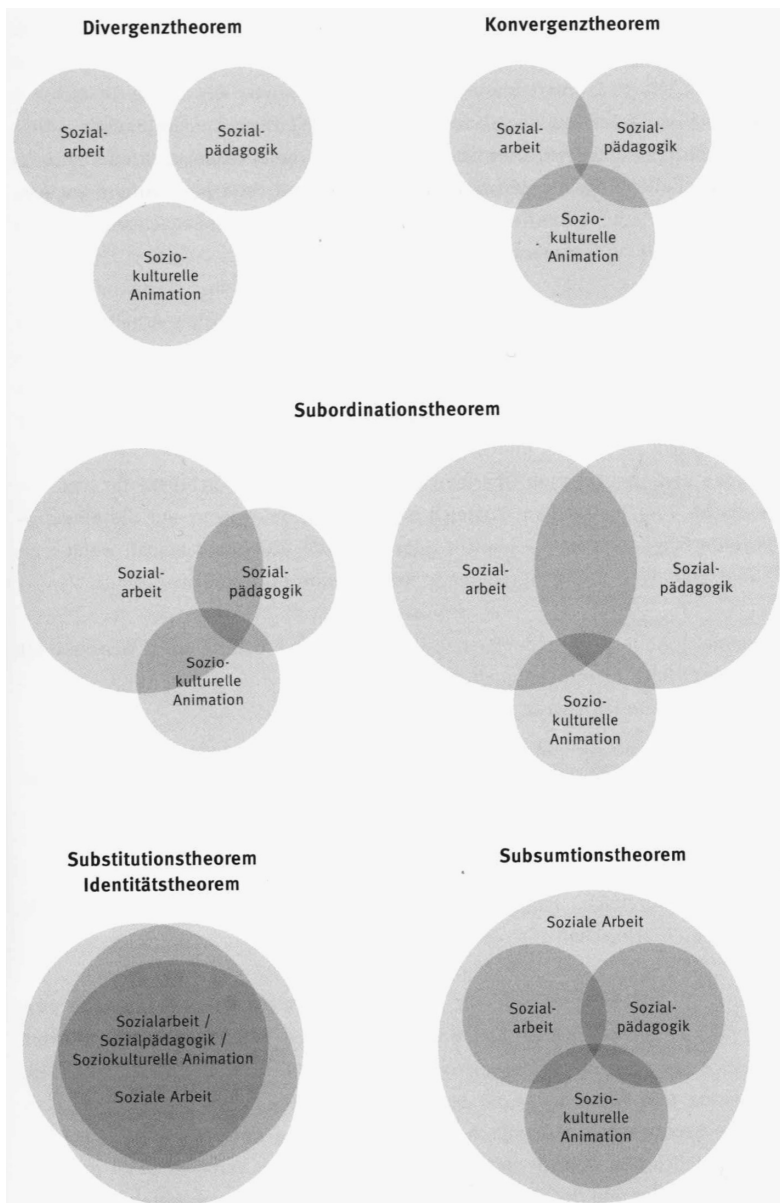 Divergenztheorem
Sozial-
arbeit
Sozial-
pädagogik
Sozio-
kulturelle
Animation
Konvergenztheorem
Sozial-
arbeit
Sozial-
pädagogik
Sozio-
kulturelle
Animation
Subordinationstheorem
Sozial-
arbeit
Sozial-
pädagogik
Sozio-
kulturelle
Animation
Sozial-
arbeit
Sozial-
pädagogik
Sozio-
kulturelle
Animation
Substitutionstheorem
Identitätstheorem
Sozialarbeit /
Sozialpädagogik /
Soziokulturelle Animation
Soziale Arbeit
Subsumtionstheorem
Soziale Arbeit
Sozial-
arbeit
Sozial-
pädagogik
Sozio-
kulturelle
Animation